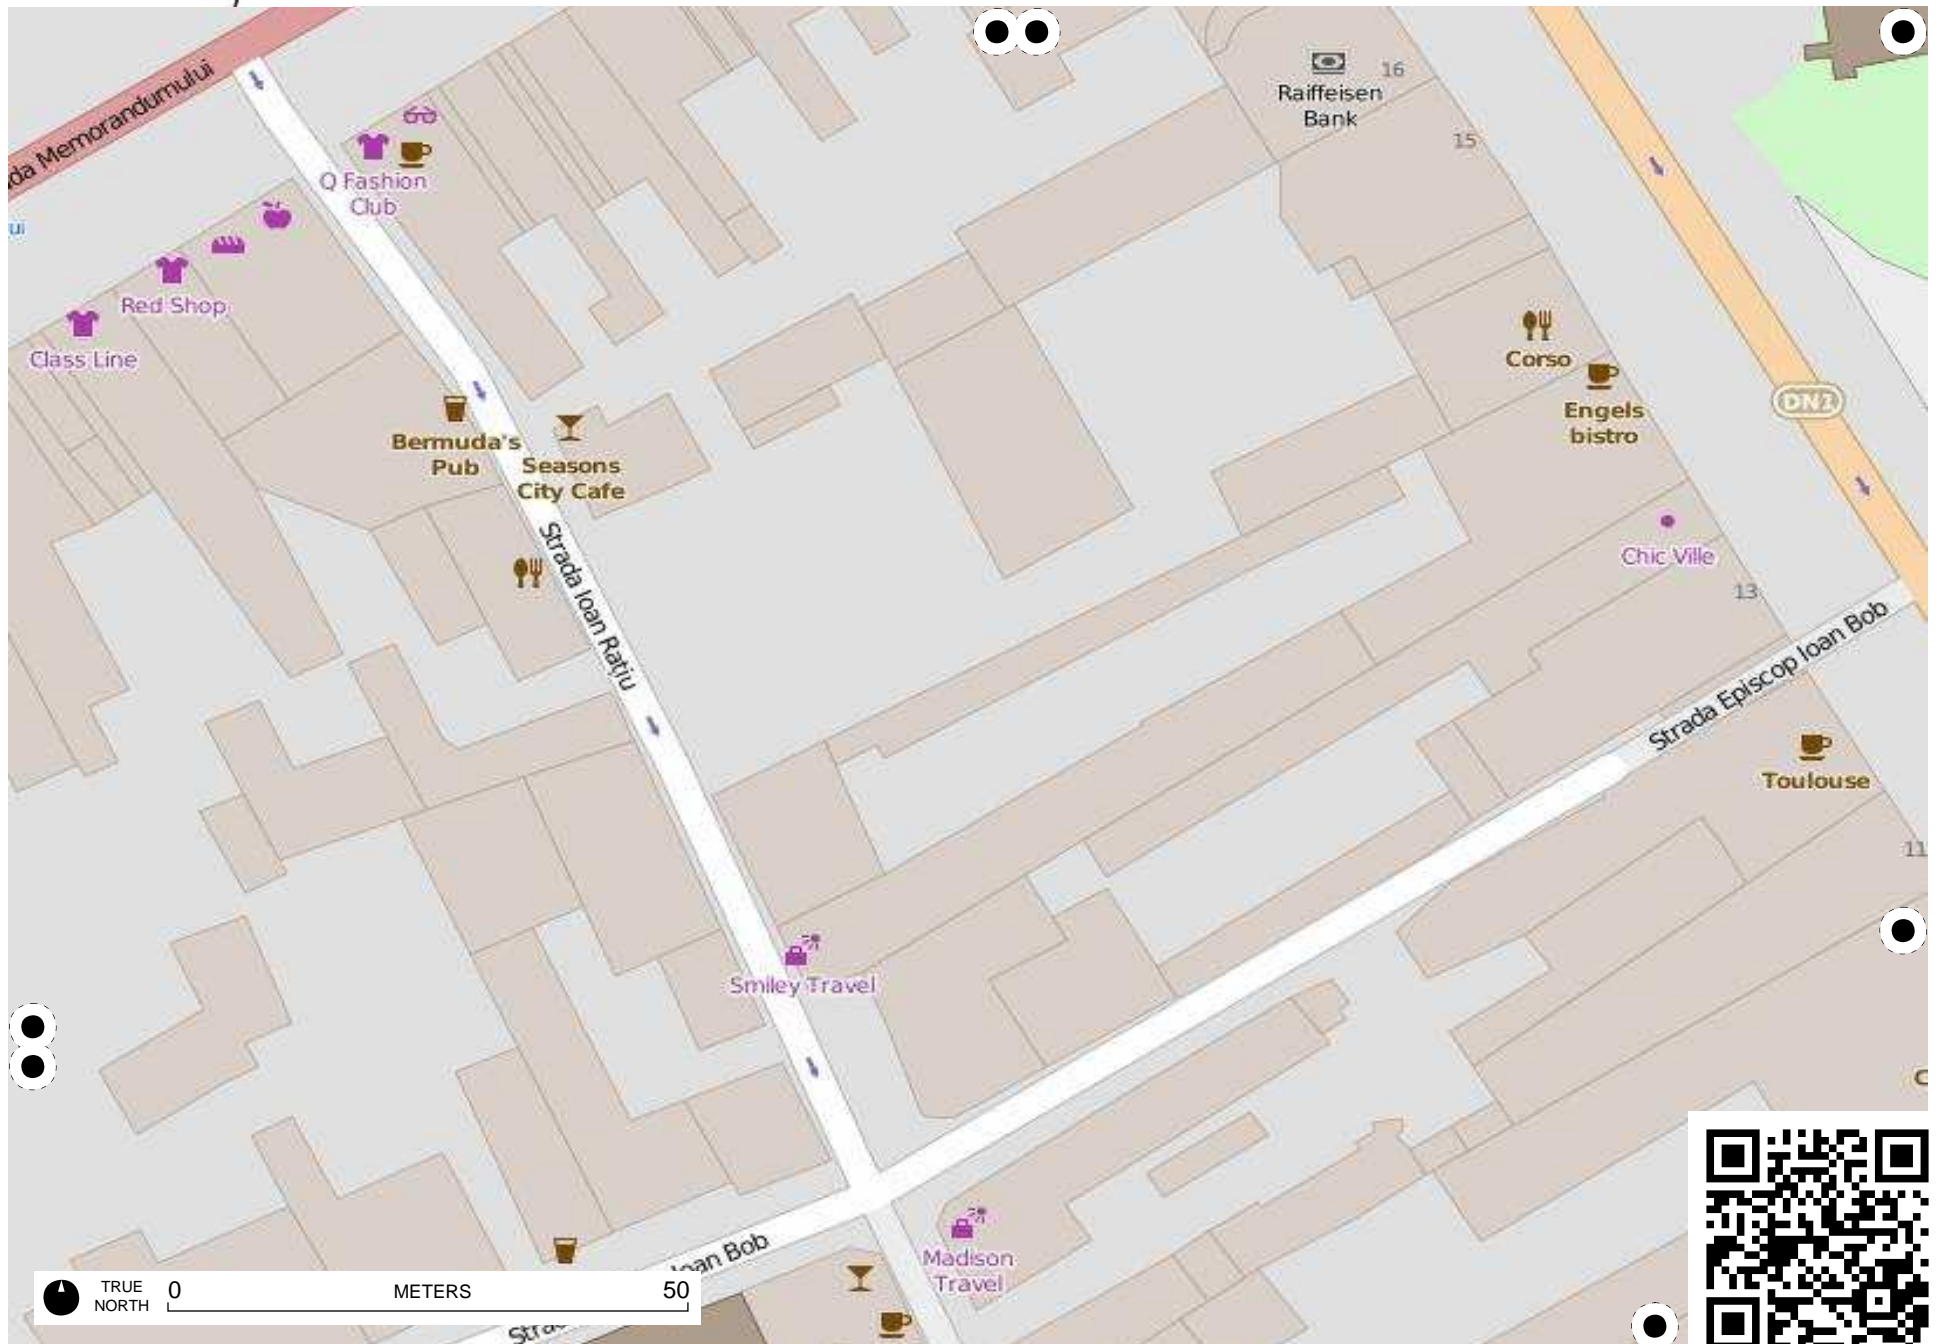 da Memorandumului
Raiffeisen
Bank
16
15
Q Fashion
Club
ui
Red Shop
Class Line
Corso
Engels
bistro
DN1
Bermuda's
Pub
Seasons
City Cafe
Strada Ioan Rațiu
Chic Ville
13
Strada Episcop Ioan Bob
Toulouse
11
Smiley Travel
Madison
Travel
Ioan Bob
TRUE
NORTH
0
METERS
50